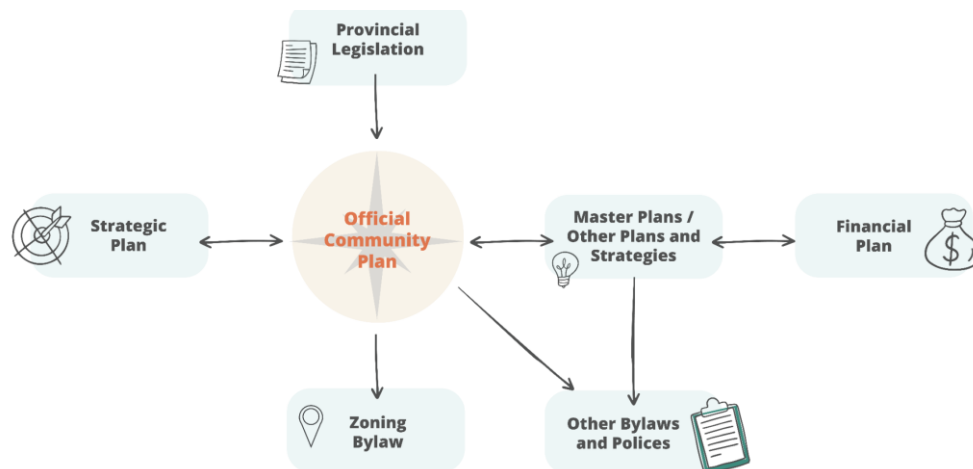 Provincial
Legislation
Strategic
Plan
Official
Community
Plan
Master Plans /
Other Plans and
Strategies
Financial
Plan
$
Zoning
Bylaw
Other Bylaws
and Polices